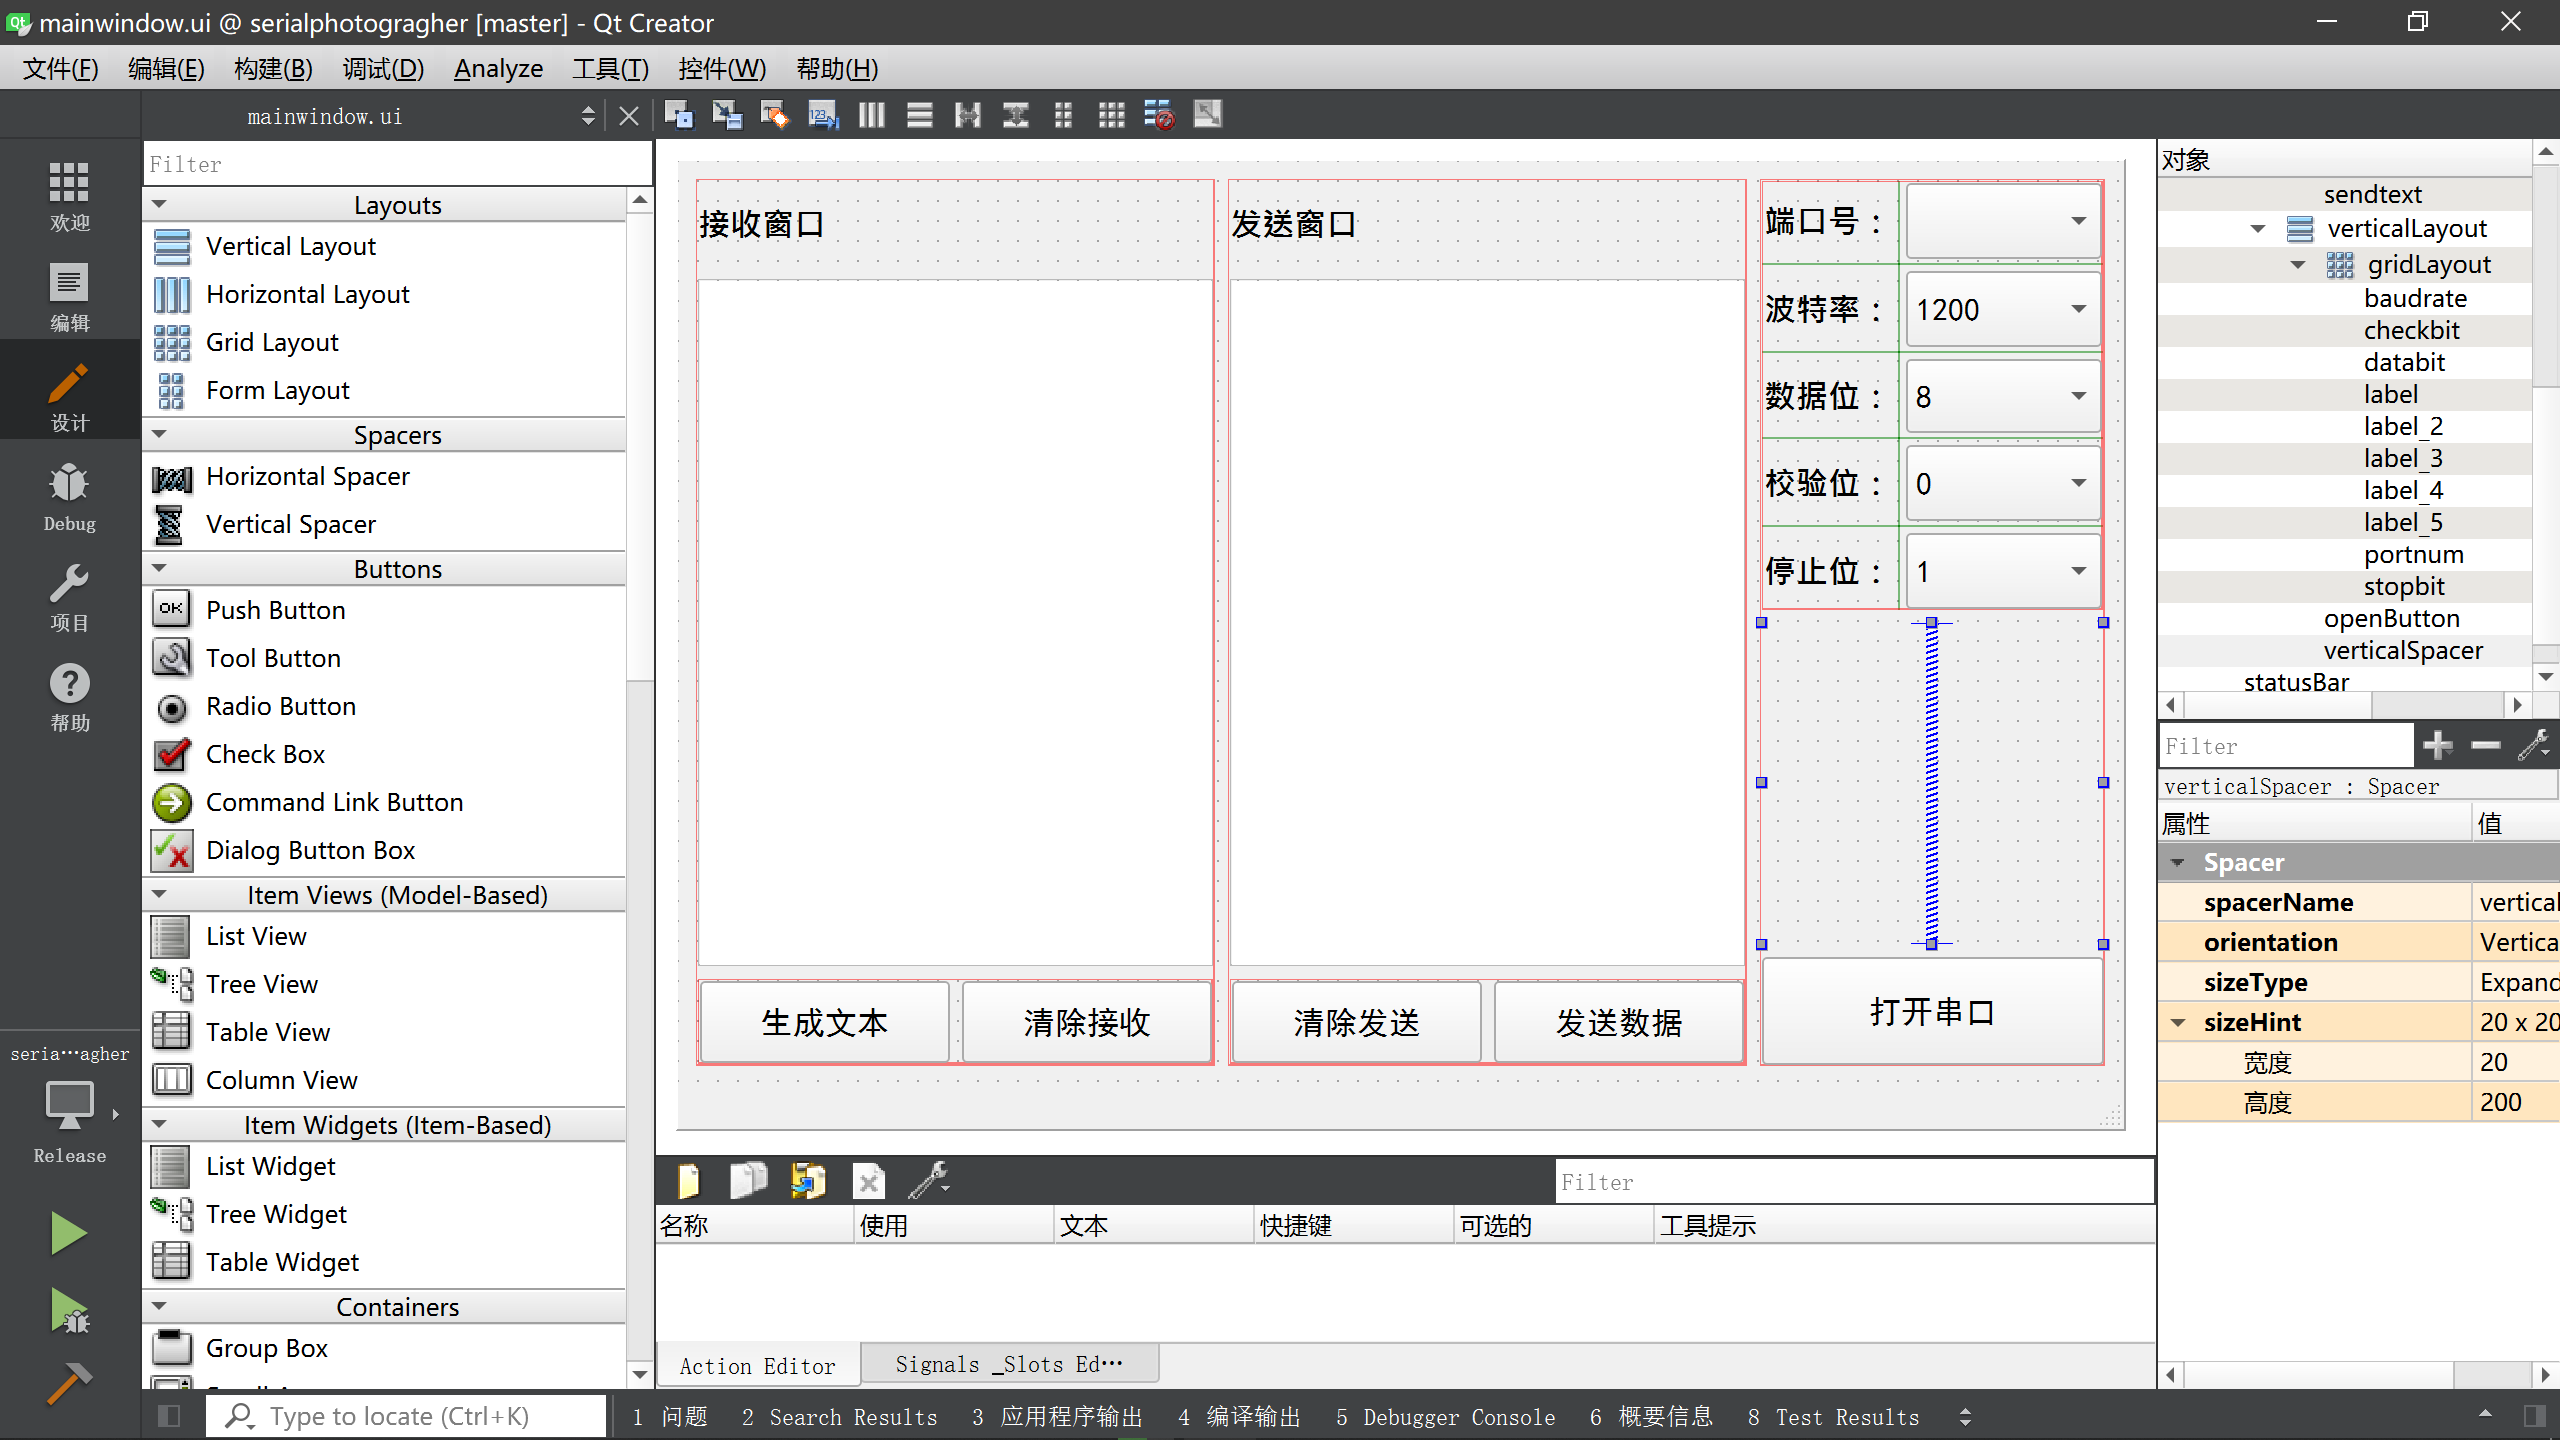 mainwindow.ui @ serialphotogragher [master] - Qt Creator
文件(F) 编辑(E) 构建(B) 调试(D) Analyze 工具(T) 控件(W) 帮助(H)
mainwindow.ui
欢迎
编辑
设计
Debug
项目
帮助
seria…agher
Release
Filter
Layouts
Vertical Layout
Horizontal Layout
Grid Layout
Form Layout
Spacers
Horizontal Spacer
Vertical Spacer
Buttons
OK Push Button
Tool Button
Radio Button
Check Box
Command Link Button
Dialog Button Box
Item Views (Model-Based)
List View
Tree View
Table View
Column View
Item Widgets (Item-Based)
List Widget
Tree Widget
Table Widget
Containers
Group Box
接收窗口
发送窗口
端口号：
波特率： 1200
数据位： 8
校验位： 0
停止位： 1
生成文本 清除接收 清除发送 发送数据 打开串口
Filter
名称 使用 文本 快捷键 可选的 工具提示
Action Editor Signals _Slots Ed…
对象
sendtext
verticalLayout
gridLayout
baudrate
checkbit
databit
label
label_2
label_3
label_4
label_5
portnum
stopbit
openButton
verticalSpacer
statusBar
Filter
verticalSpacer : Spacer
属性 值
Spacer
spacerName vertical
orientation Vertica
sizeType Expand
sizeHint 20 x 20
宽度 20
高度 200
Type to locate (Ctrl+K) 1 问题 2 Search Results 3 应用程序输出 4 编译输出 5 Debugger Console 6 概要信息 8 Test Results